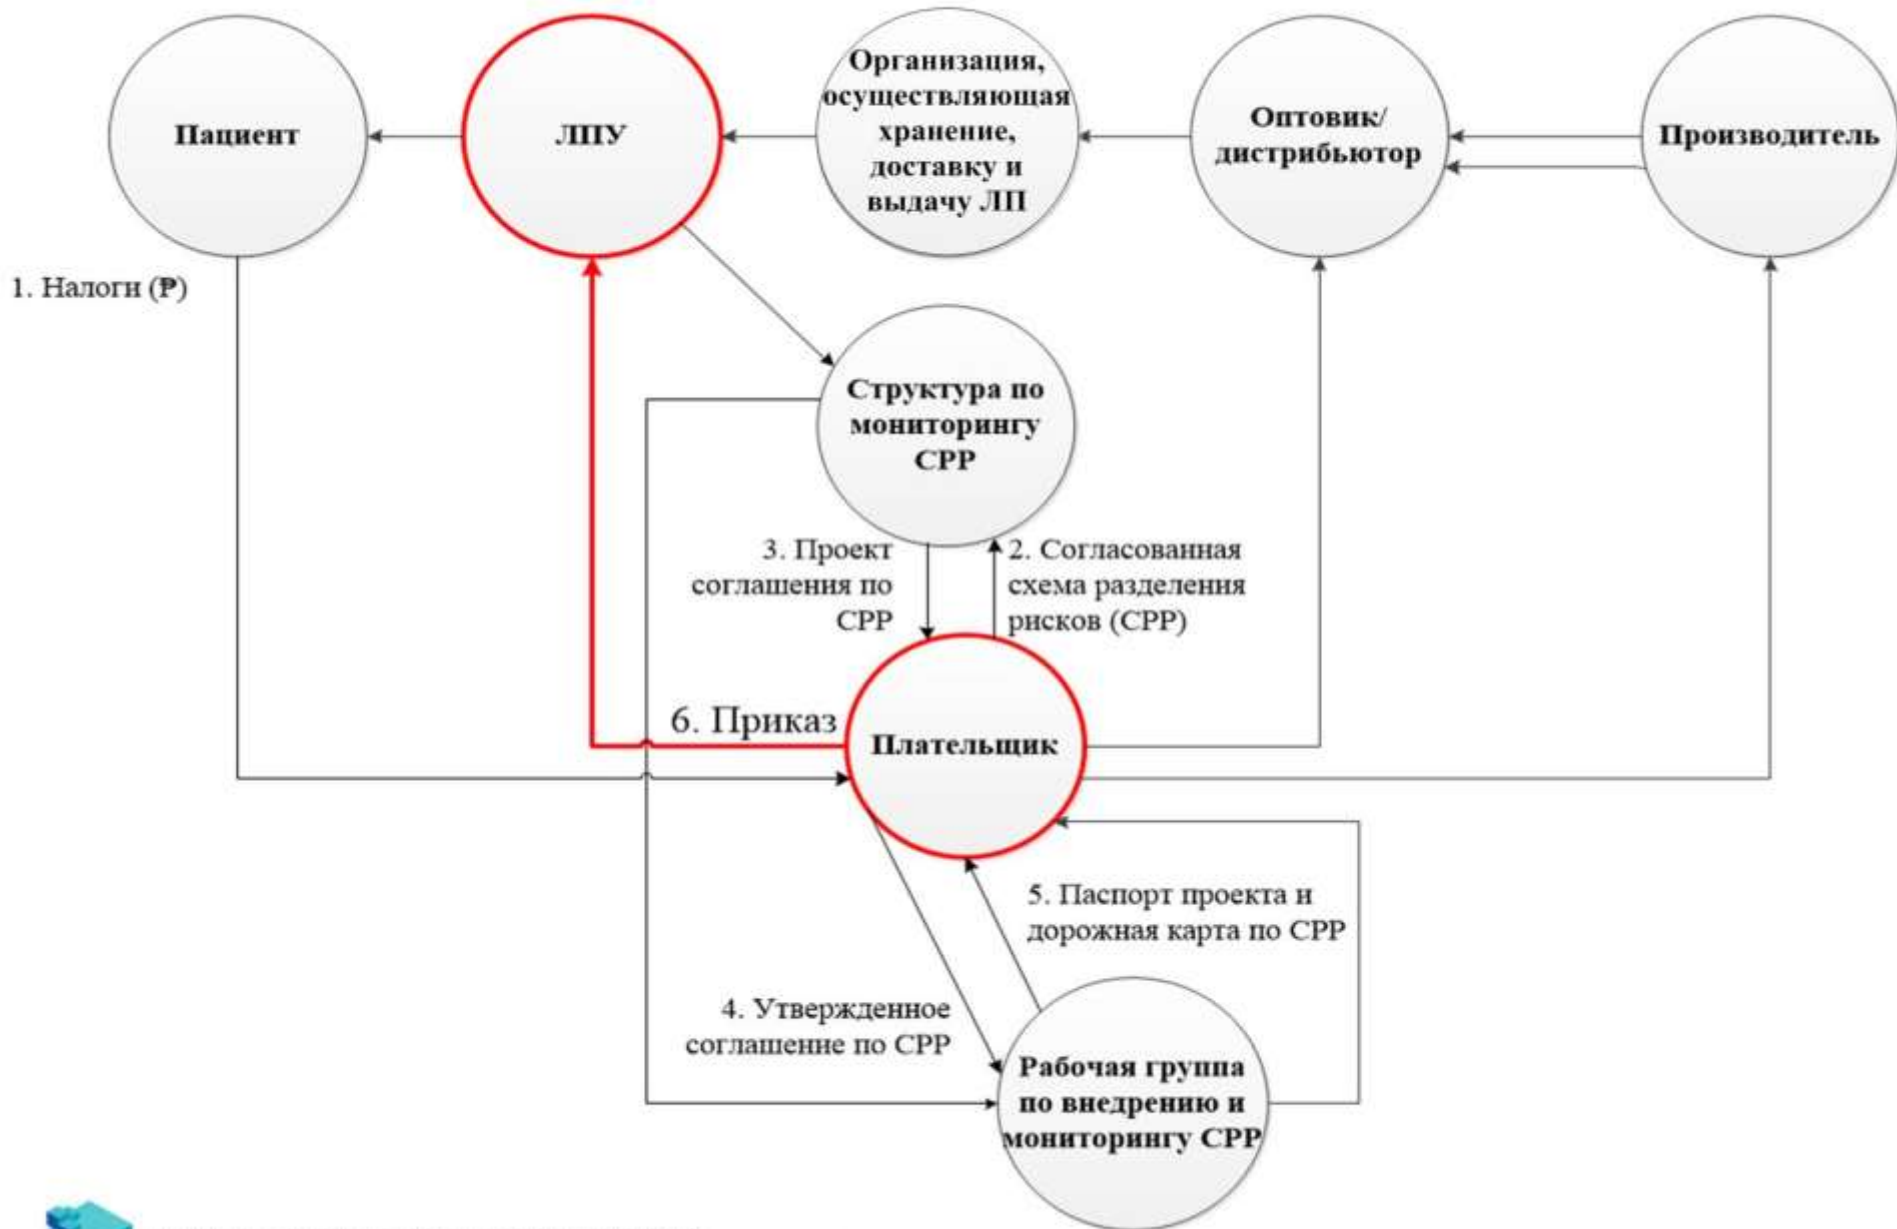 Пациент
ЛПУ
Организация,
осуществляющая
хранение,
доставку и
выдачу ЛП
Оптовик/
дистрибьютор
Производитель
1. Налоги (₱)
Структура по
мониторингу
СРР
3. Проект
соглашения по
СРР
2. Согласованная
схема разделения
рисков (СРР)
6. Приказ
Плательщик
5. Паспорт проекта и
дорожная карта по СРР
4. Утвержденное
соглашение по СРР
Рабочая группа
по внедрению и
мониторингу СРР